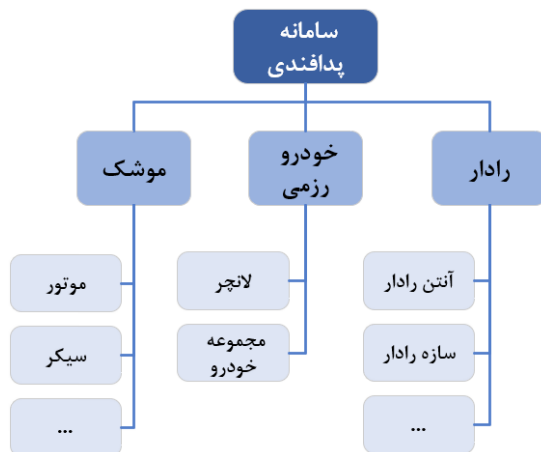 سامانه
پدافندی
رادار
خودرو
رزمی
موشک
آنتن رادار
لانچر
موتور
سازه رادار
مجموعه
خودرو
سیکر
...
...